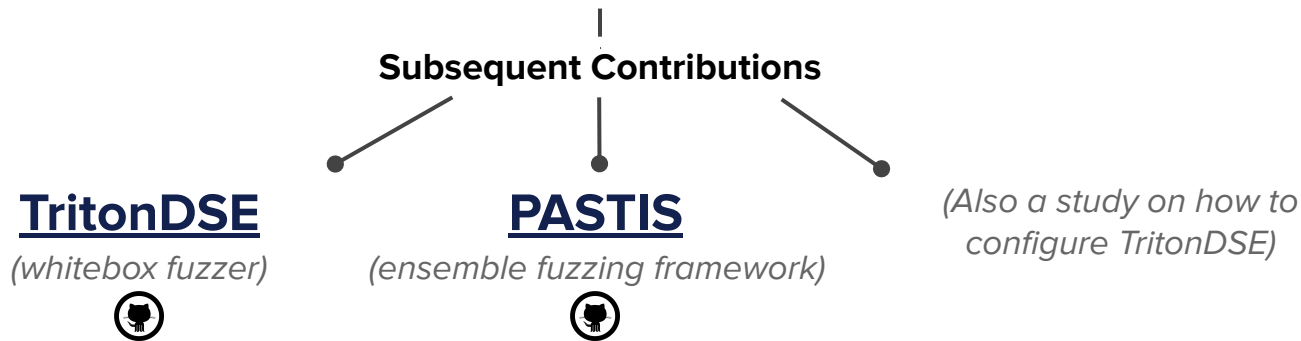 Subsequent Contributions
TritonDSE
(whitebox fuzzer)
PASTIS
(ensemble fuzzing framework)
(Also a study on how to
configure TritonDSE)